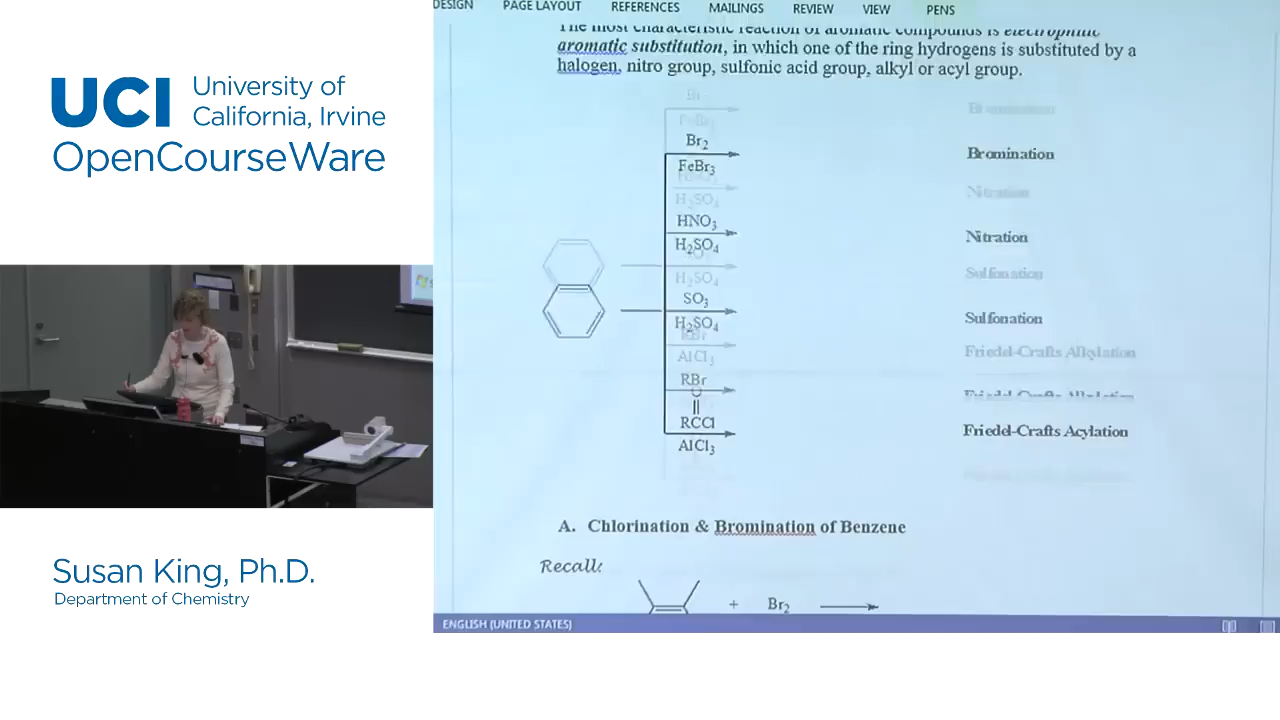 DESIGN PAGE LAYOUT REFERENCES MAILINGS REVIEW VIEW PENS
UCI University of
California, Irvine
OpenCourseWare
The most characteristic reaction of aromatic compounds is electrophilic
aromatic substitution, in which one of the ring hydrogens is substituted by a
halogen, nitro group, sulfonic acid group, alkyl or acyl group.
Br₂
FeBr₃
Bromination
HNO₃
H₂SO₄
Nitration
SO₃
H₂SO₄
Sulfonation
RBr
AlCl₃
Friedel-Crafts Alkylation
O
RCCl
AlCl₃
Friedel-Crafts Acylation
A. Chlorination & Bromination of Benzene
Recall:
+ Br₂
ENGLISH (UNITED STATES)
Susan King, Ph.D.
Department of Chemistry